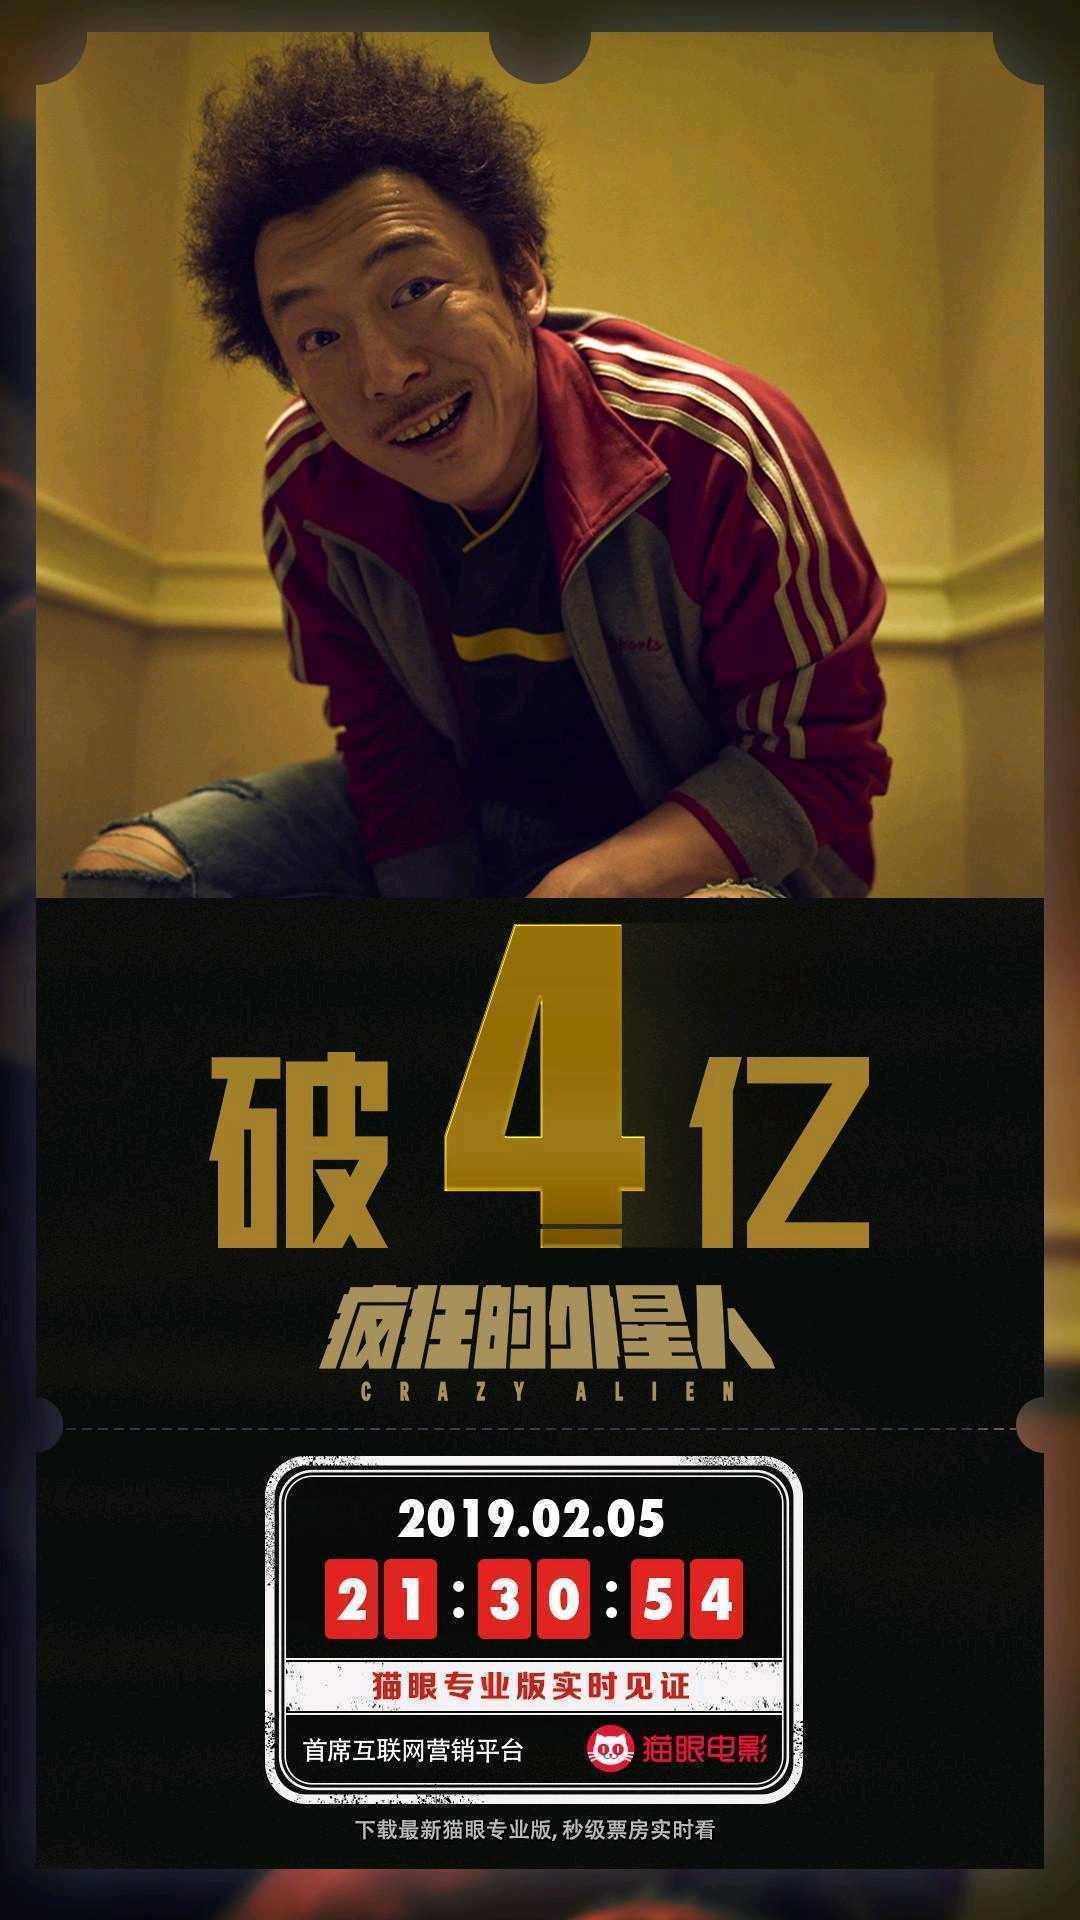 Sports
破4亿
疯狂的外星人
CRAZY ALIEN
2019.02.05
21:30:54
猫眼专业版实时见证
首席互联网营销平台 猫眼电影
下载最新猫眼专业版, 秒级票房实时看